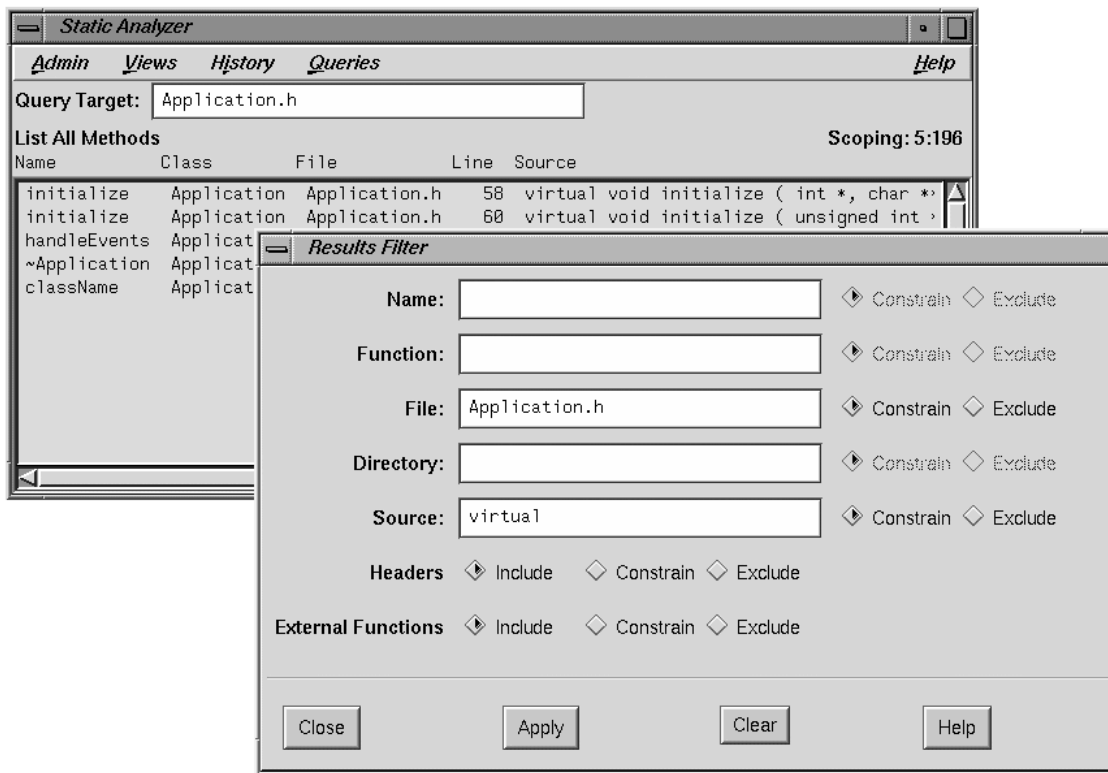 Static Analyzer
Admin Views History Queries Help
Query Target: Application.h
List All Methods Scoping: 5:196
Name Class File Line Source
initialize Application Application.h 58 virtual void initialize ( int *, char *
initialize Application Application.h 60 virtual void initialize ( unsigned int
handleEvents Applicat
~Application Applicat
className Applicat
Results Filter
Name: Constrain Exclude
Function: Constrain Exclude
File: Application.h Constrain Exclude
Directory: Constrain Exclude
Source: virtual Constrain Exclude
Headers Include Constrain Exclude
External Functions Include Constrain Exclude
Close Apply Clear Help